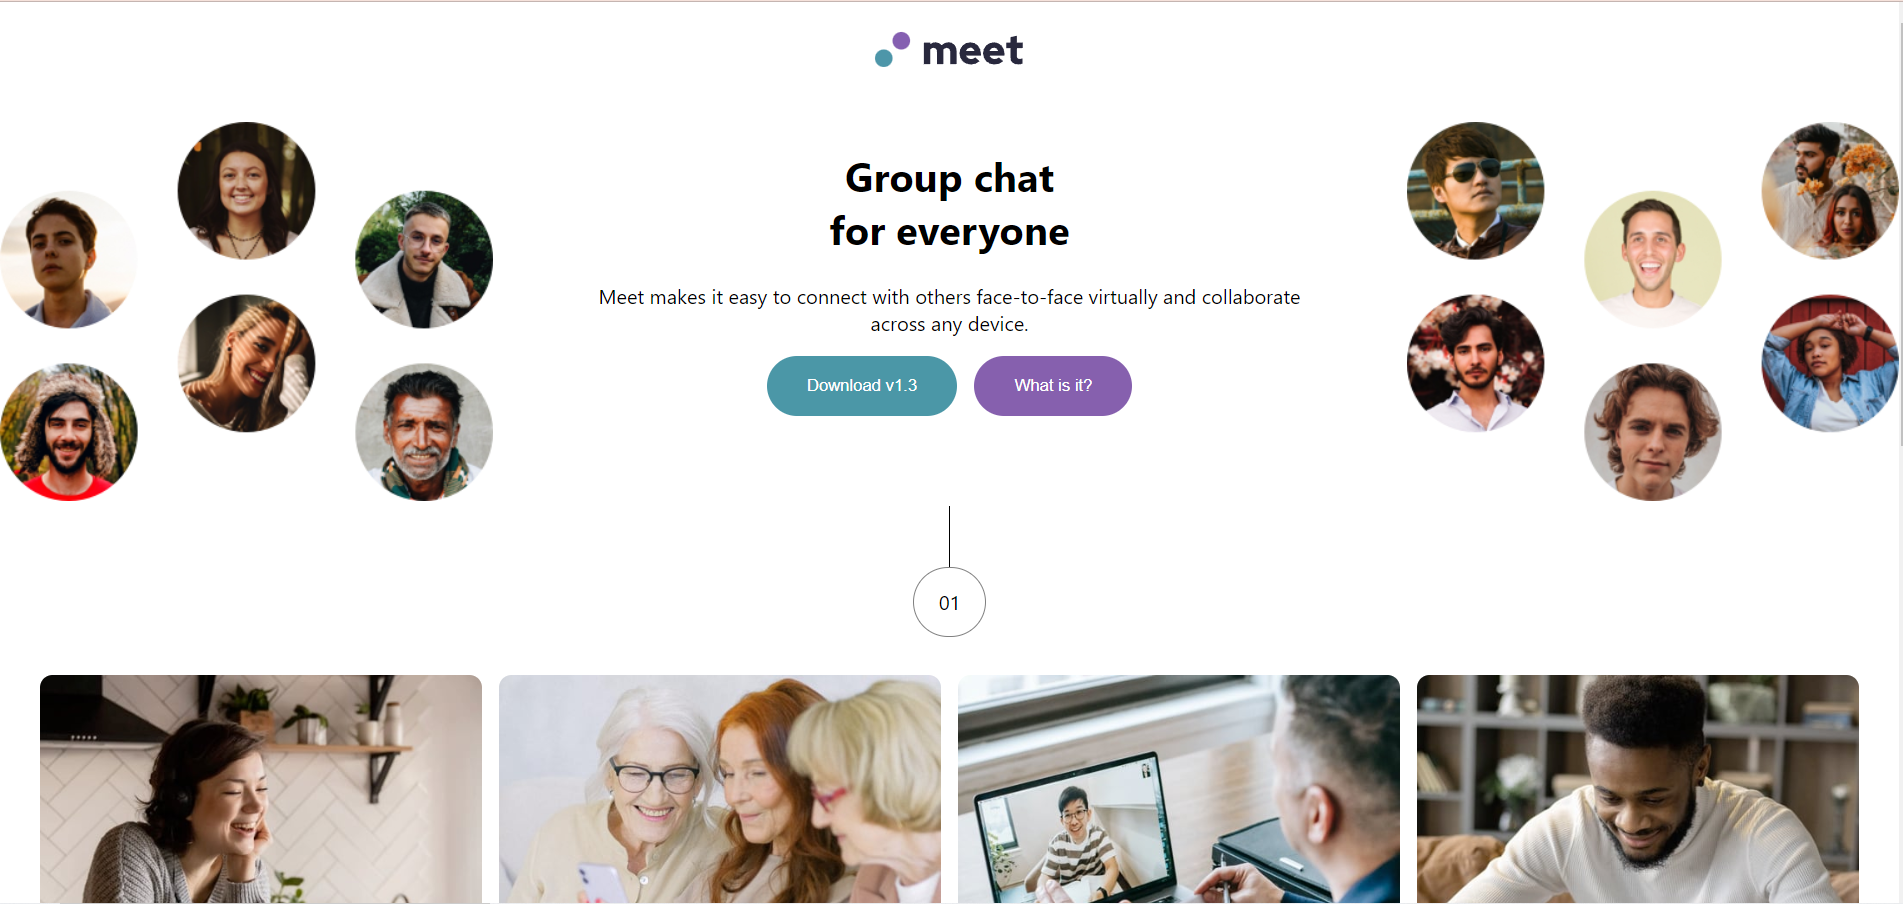 meet
Group chat
for everyone
Meet makes it easy to connect with others face-to-face virtually and collaborate
across any device.
Download v1.3
What is it?
01